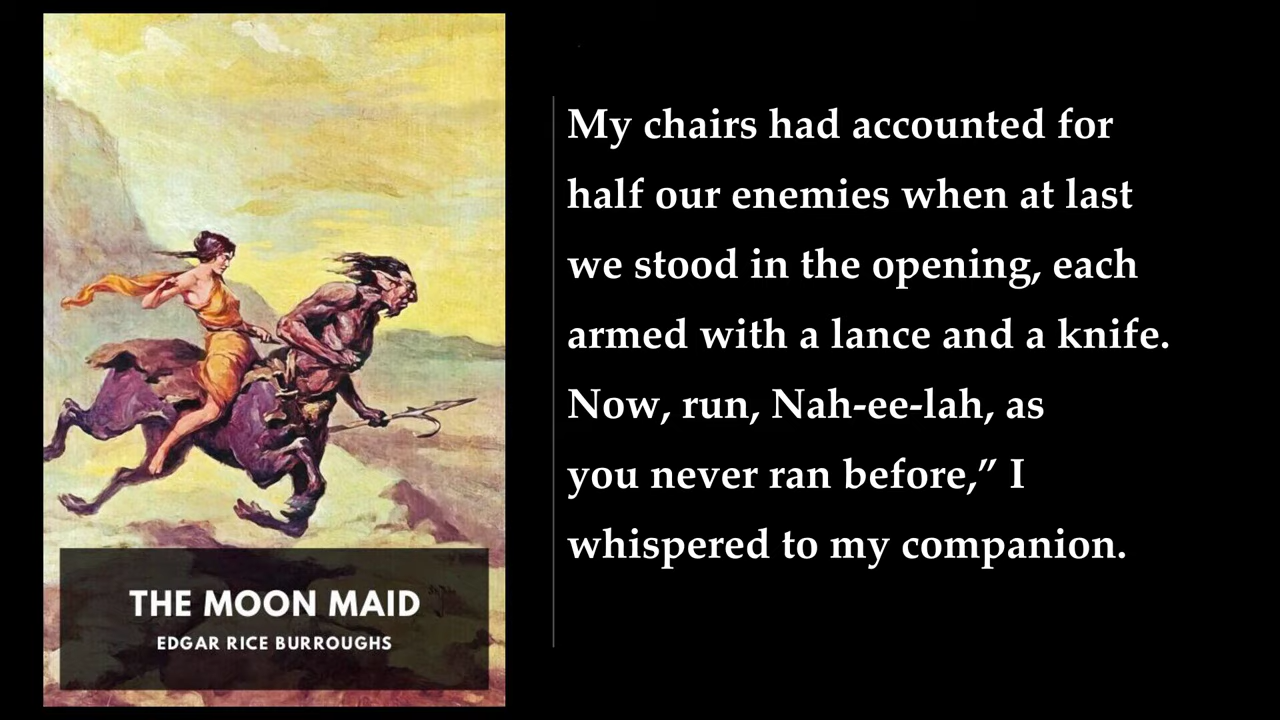 THE MOON MAID
EDGAR RICE BURROUGHS
My chairs had accounted for
half our enemies when at last
we stood in the opening, each
armed with a lance and a knife.
Now, run, Nah-ee-lah, as
you never ran before,” I
whispered to my companion.